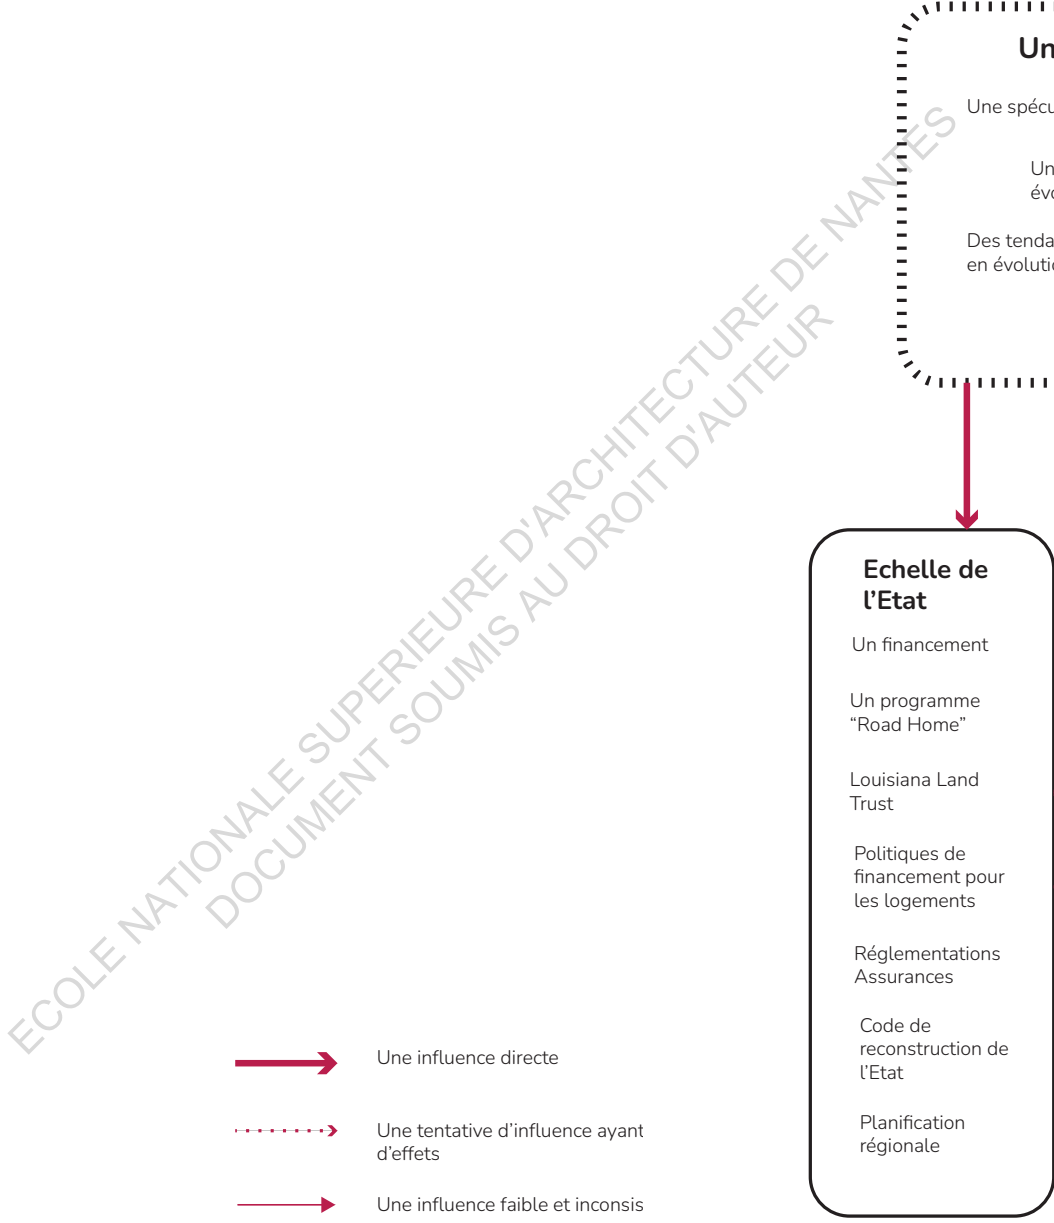 Un
Une spécu
Un
évo
Des tenda
en évoluti
Echelle de
l'Etat
Un financement
Un programme
“Road Home”
Louisiana Land
Trust
Politiques de
financement pour
les logements
Réglementations
Assurances
Code de
reconstruction de
l'Etat
Planification
régionale
Une influence directe
Une tentative d'influence ayant
d'effets
Une influence faible et inconsis
ECOLE NATIONALE SUPERIEURE D'ARCHITECTURE DE NANTES
DOCUMENT SOUMIS AU DROIT D'AUTEUR